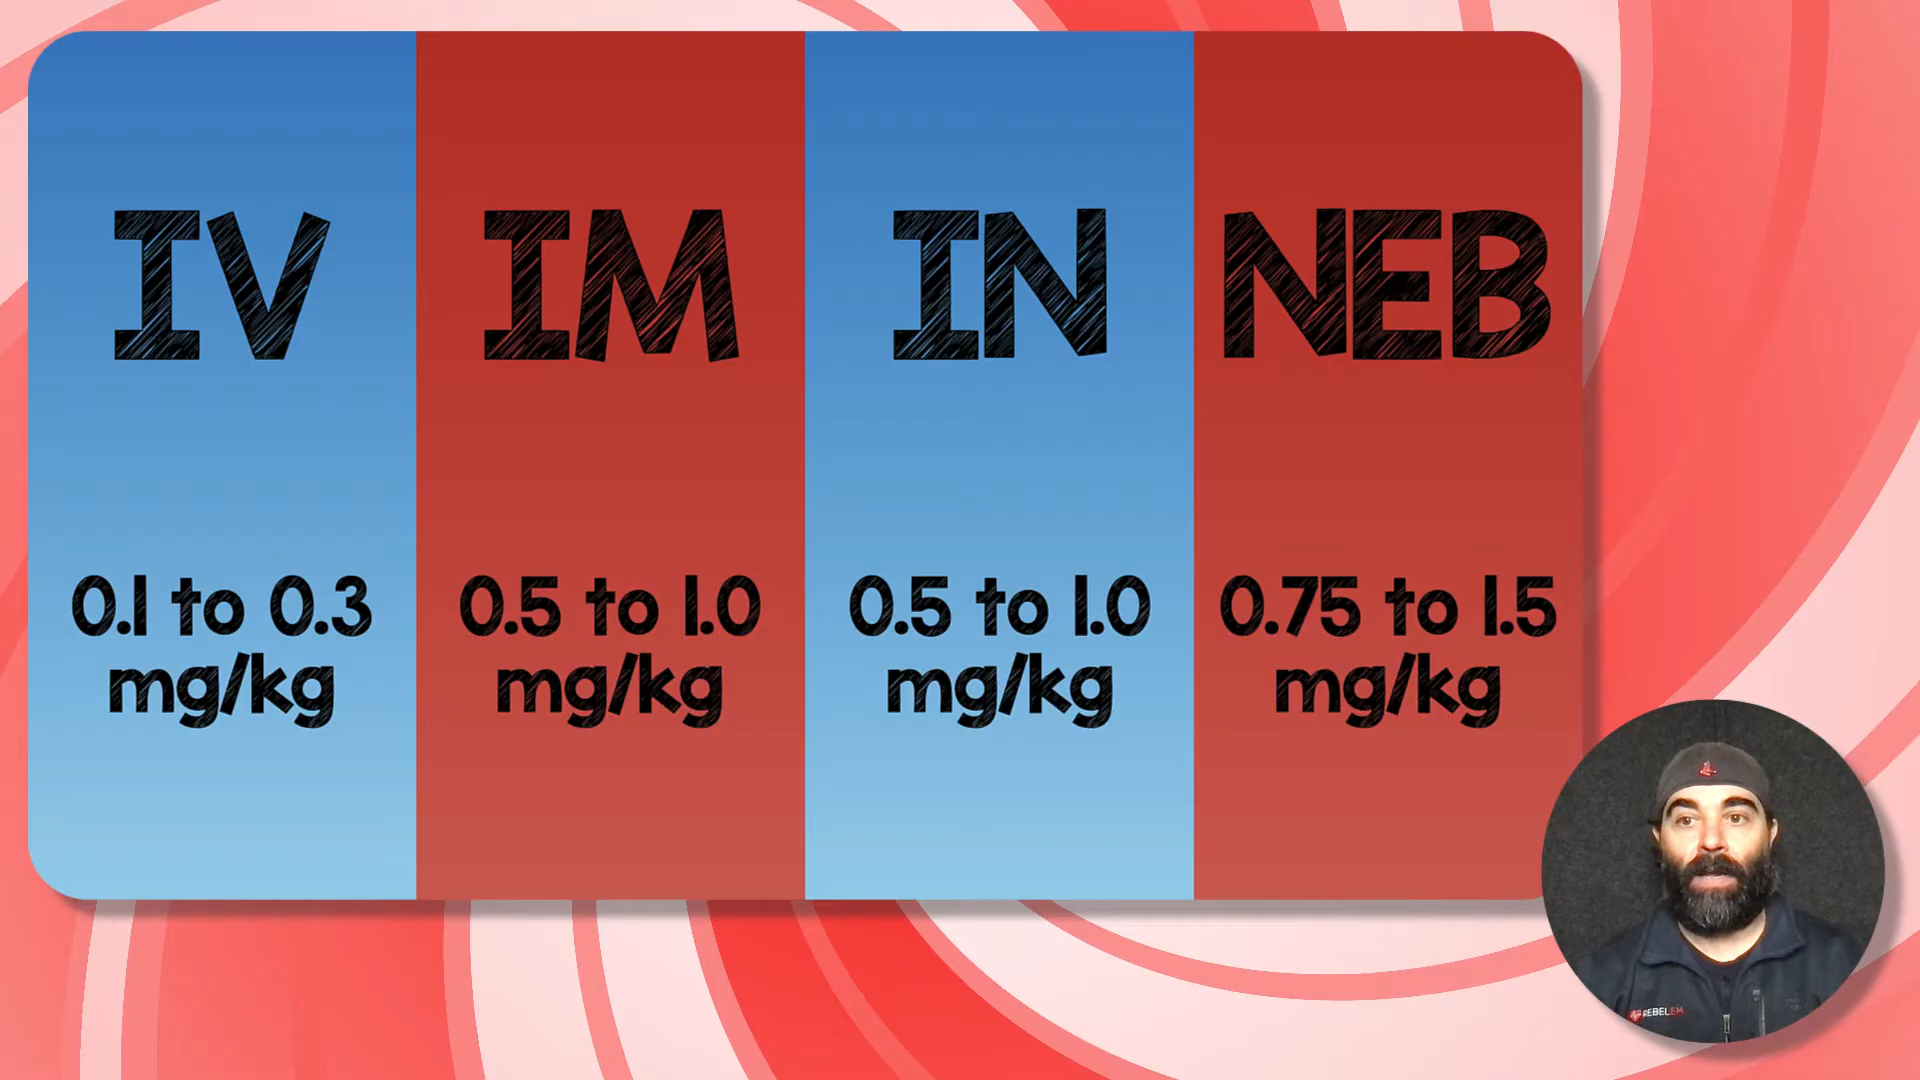 IV
0.1 to 0.3
mg/kg
IM
0.5 to 1.0
mg/kg
IN
0.5 to 1.0
mg/kg
NEB
0.75 to 1.5
mg/kg
REBELEM